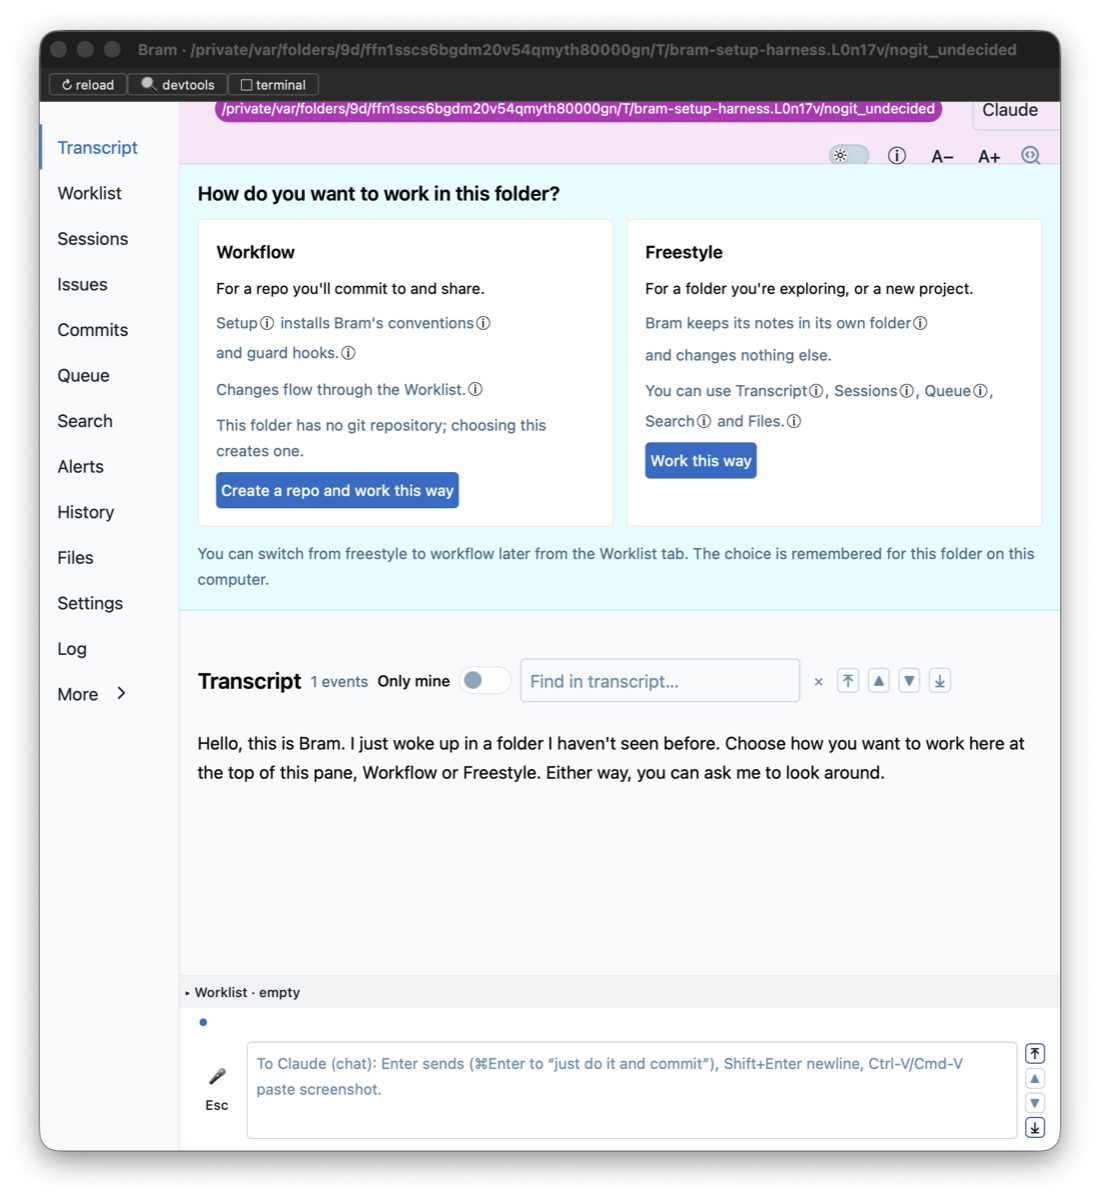 Bram · /private/var/folders/9d/ffn1sscs6bgdm20v54qmyth80000gn/T/bram-setup-harness.L0n17v/nogit_undecided
reload
devtools
terminal
/private/var/folders/9d/ffn1sscs6bgdm20v54qmyth80000gn/T/bram-setup-harness.L0n17v/nogit_undecided
Claude
A−
A+
Transcript
Worklist
Sessions
Issues
Commits
Queue
Search
Alerts
History
Files
Settings
Log
More
How do you want to work in this folder?
Workflow
For a repo you'll commit to and share.
Setup ⓘ installs Bram's conventions ⓘ
and guard hooks. ⓘ
Changes flow through the Worklist. ⓘ
This folder has no git repository; choosing this
creates one.
Create a repo and work this way
Freestyle
For a folder you're exploring, or a new project.
Bram keeps its notes in its own folder ⓘ
and changes nothing else.
You can use Transcript ⓘ, Sessions ⓘ, Queue ⓘ,
Search ⓘ and Files. ⓘ
Work this way
You can switch from freestyle to workflow later from the Worklist tab. The choice is remembered for this folder on this
computer.
Transcript 1 events Only mine
Find in transcript...
×
Hello, this is Bram. I just woke up in a folder I haven't seen before. Choose how you want to work here at
the top of this pane, Workflow or Freestyle. Either way, you can ask me to look around.
Worklist · empty
Esc
To Claude (chat): Enter sends (⌘Enter to “just do it and commit”), Shift+Enter newline, Ctrl-V/Cmd-V
paste screenshot.